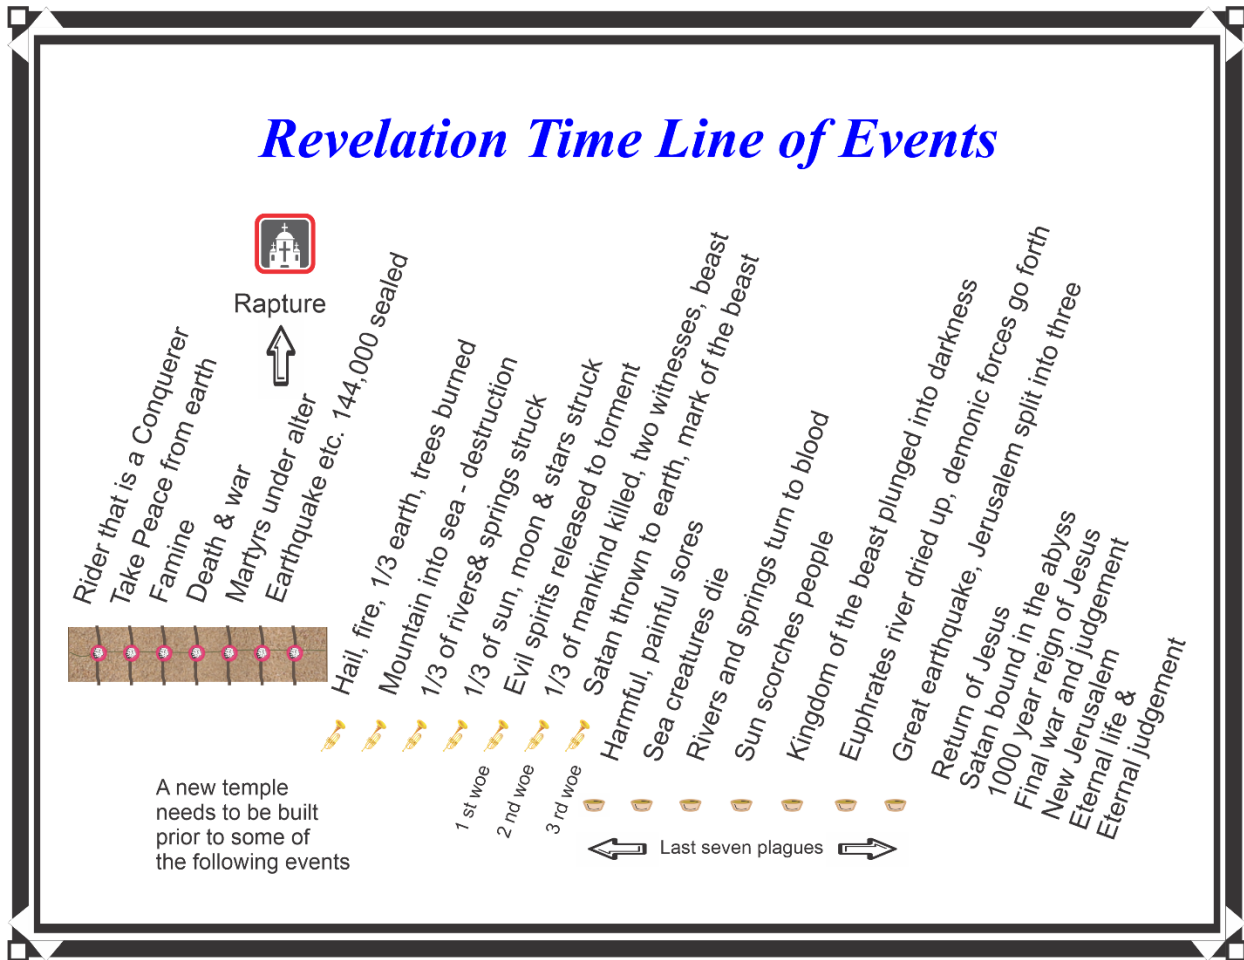 Revelation Time Line of Events
Rapture
Rider that is a Conquerer
Take Peace from earth
Famine
Death & war
Martyrs under alter
Earthquake etc. 144,000 sealed
Hail, fire, 1/3 earth, trees burned
Mountain into sea - destruction
1/3 of rivers& springs struck
1/3 of sun, moon & stars struck
Evil spirits released to torment
1/3 of mankind killed, two witnesses, beast
Satan thrown to earth, mark of the beast
Harmful, painful sores
Sea creatures die
Rivers and springs turn to blood
Sun scorches people
Kingdom of the beast plunged into darkness
Euphrates river dried up, demonic forces go forth
Great earthquake, Jerusalem split into three
Return of Jesus
Satan bound in the abyss
1000 year reign of Jesus
Final war and judgement
New Jerusalem
Eternal life &
Eternal judgement
1 st woe
2 nd woe
3 rd woe
A new temple
needs to be built
prior to some of
the following events
Last seven plagues